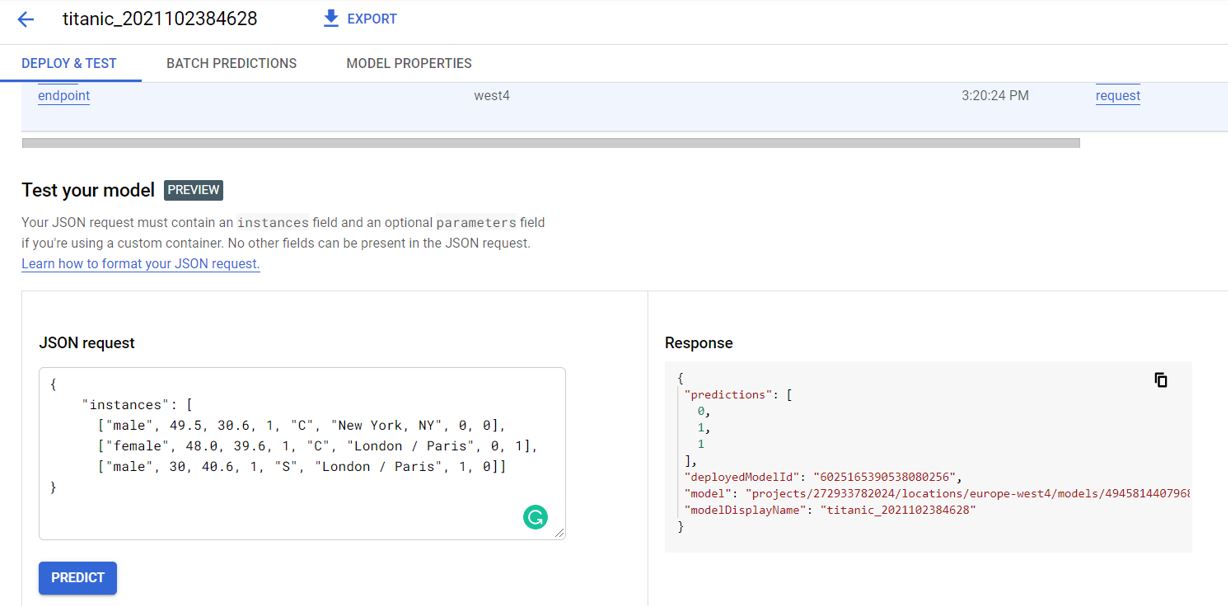 titanic_2021102384628 EXPORT
DEPLOY & TEST BATCH PREDICTIONS MODEL PROPERTIES
endpoint west4 3:20:24 PM request
Test your model PREVIEW
Your JSON request must contain an instances field and an optional parameters field
if you're using a custom container. No other fields can be present in the JSON request.
Learn how to format your JSON request.
JSON request
{
"instances": [
["male", 49.5, 30.6, 1, "C", "New York, NY", 0, 0],
["female", 48.0, 39.6, 1, "C", "London / Paris", 0, 1],
["male", 30, 40.6, 1, "S", "London / Paris", 1, 0]]
}
PREDICT
Response
{
"predictions": [
0,
1,
1
],
"deployedModelId": "6025165390538080256",
"model": "projects/272933782024/locations/europe-west4/models/4945814407968
"modelDisplayName": "titanic_2021102384628"
}